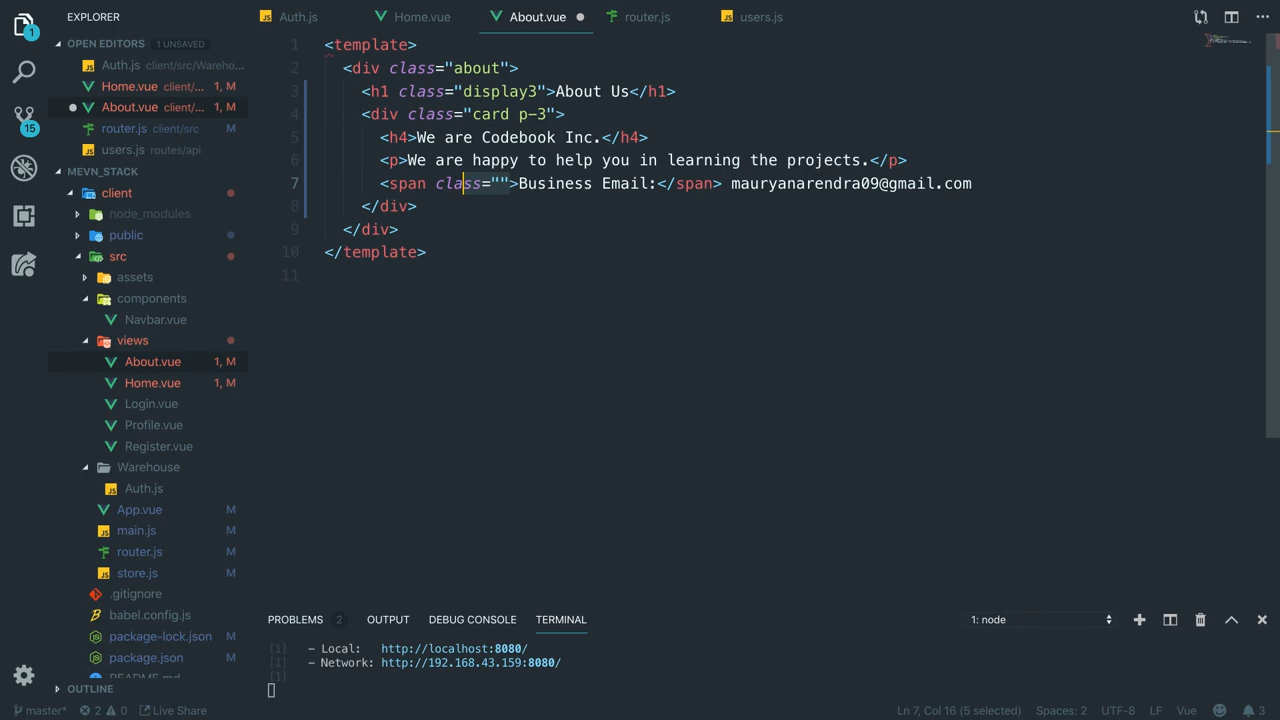 EXPLORER
Auth.js
Home.vue
About.vue
router.js
users.js
OPEN EDITORS 1 UNSAVED
Auth.js client/src/Wareho...
Home.vue client/... 1, M
About.vue client/... 1, M
router.js client/src M
users.js routes/api
MEVN_STACK
client
node_modules
public
src
assets
components
Navbar.vue
views
About.vue 1, M
Home.vue 1, M
Login.vue
Profile.vue
Register.vue
Warehouse
Auth.js
App.vue M
main.js M
router.js M
store.js M
.gitignore
babel.config.js
package-lock.json M
package.json M
README.md
OUTLINE
1
15
1 <template>
2 <div class="about">
3 <h1 class="display3">About Us</h1>
4 <div class="card p-3">
5 <h4>We are Codebook Inc.</h4>
6 <p>We are happy to help you in learning the projects.</p>
7 <span class="">Business Email:</span> mauryanarendra09@gmail.com
8 </div>
9 </div>
10 </template>
11
PROBLEMS 2 OUTPUT DEBUG CONSOLE TERMINAL 1: node
[1] - Local: http://localhost:8080/
[1] - Network: http://192.168.43.159:8080/
[1]
master* 2 0 Live Share Ln 7, Col 16 (5 selected) Spaces: 2 UTF-8 LF Vue 3